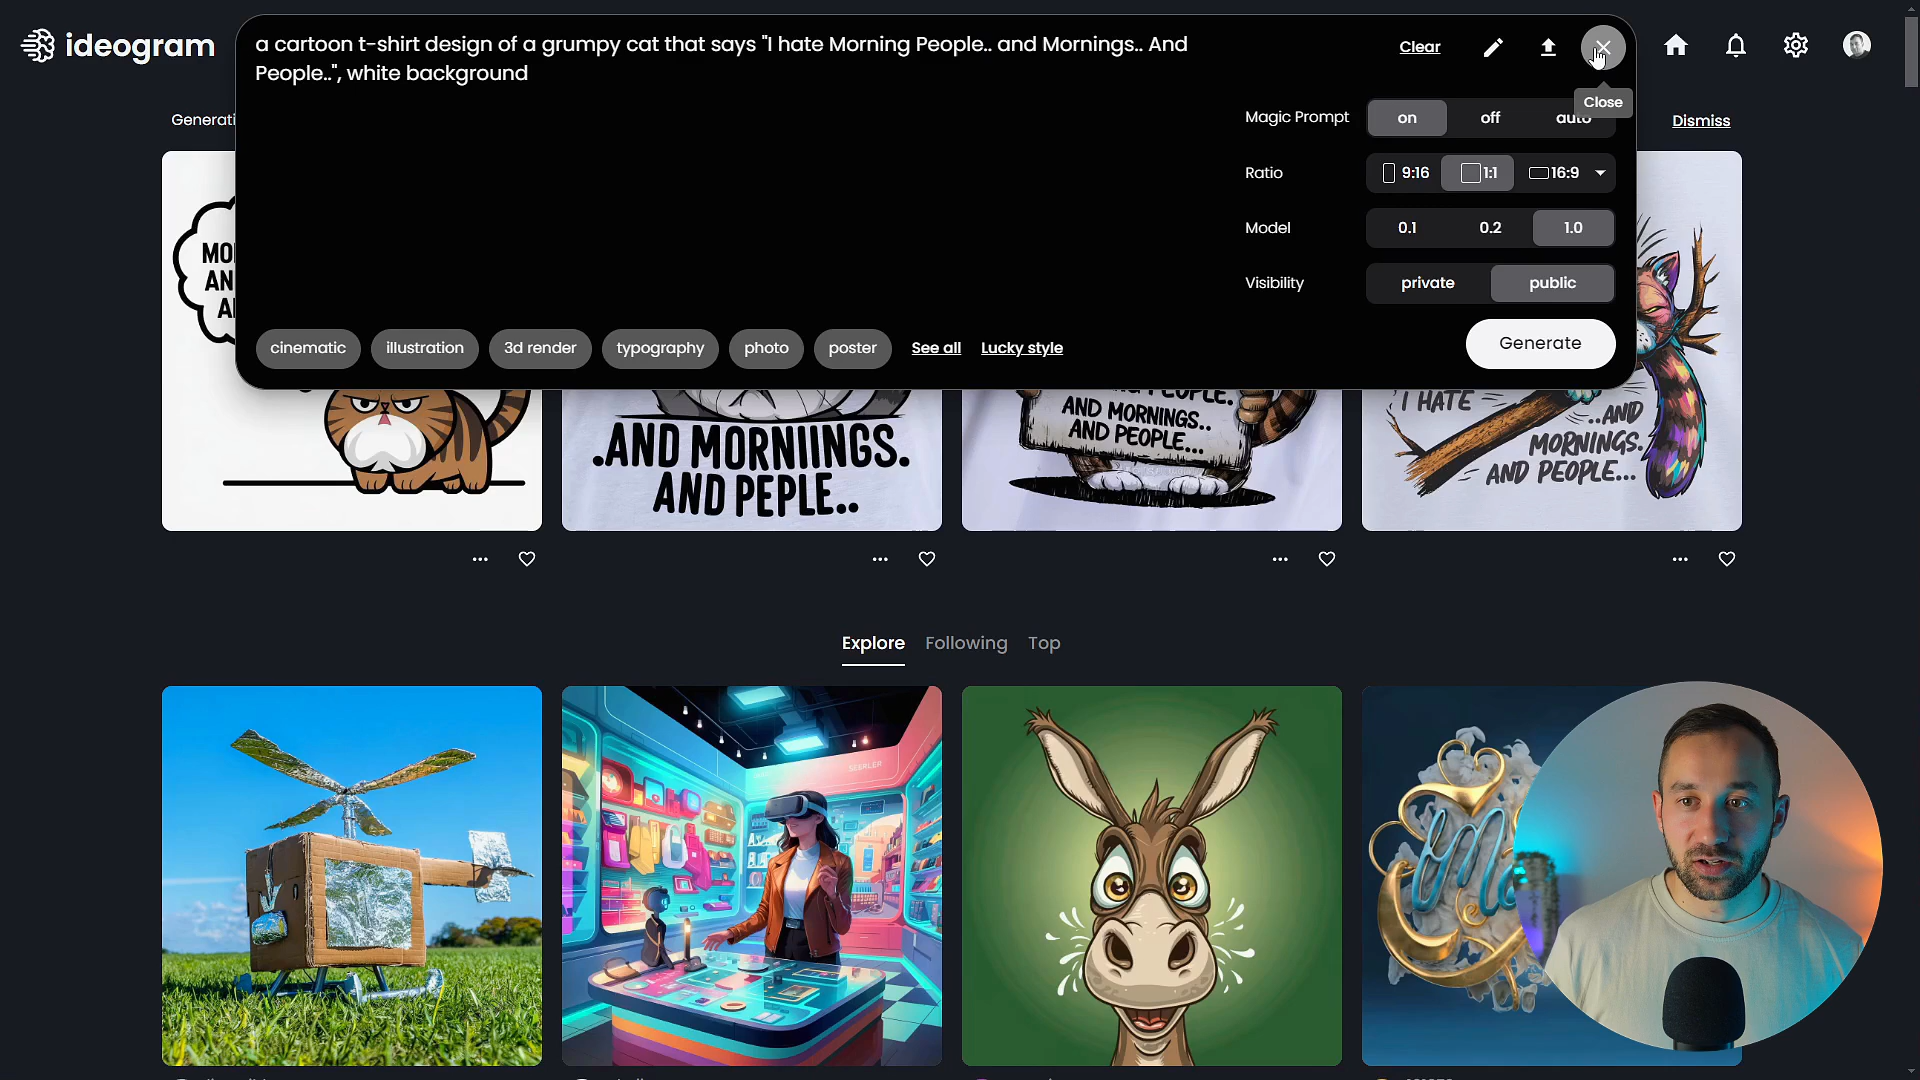 ideogram
a cartoon t-shirt design of a grumpy cat that says "I hate Morning People.. and Mornings.. And
People..", white background
Clear
Close
Magic Prompt on off auto
Ratio 9:16 1:1 16:9
Model 0.1 0.2 1.0
Visibility private public
cinematic illustration 3d render typography photo poster See all Lucky style
Generate
Dismiss
.AND MORNIINGS.
AND PEPLE..
AND MORNINGS..
AND PEOPLE...
I HATE
..AND
MORNINGS.
AND PEOPLE...
Explore Following Top